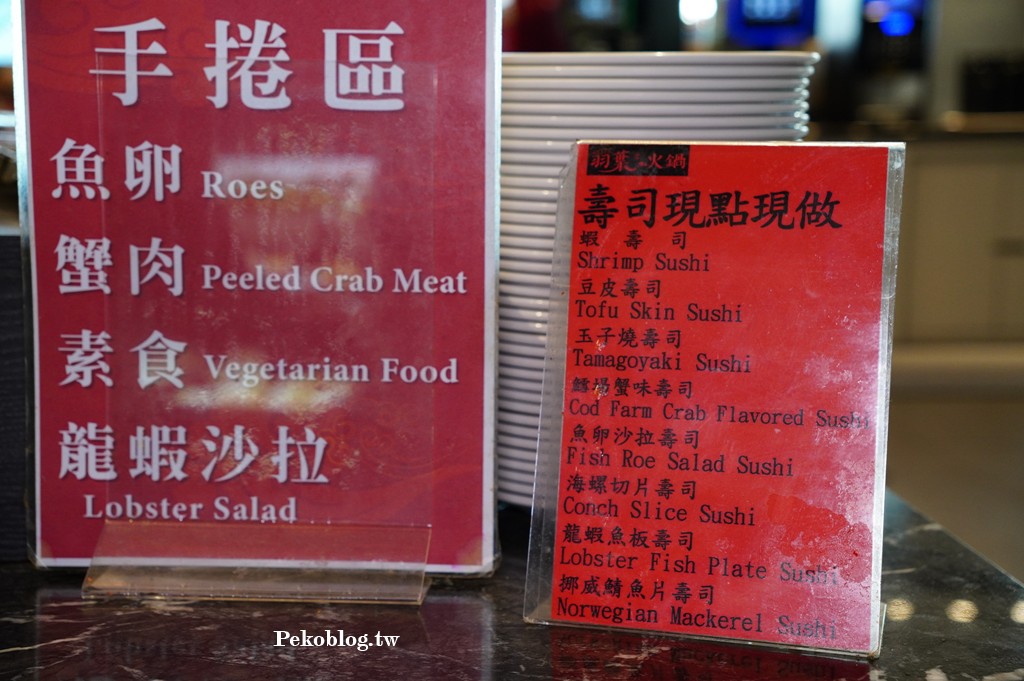 手捲區
魚卵 Roes
蟹肉 Peeled Crab Meat
素食 Vegetarian Food
龍蝦沙拉
Lobster Salad
羽葉火鍋
壽司現點現做
蝦壽司
Shrimp Sushi
豆皮壽司
Tofu Skin Sushi
玉子燒壽司
Tamagoyaki Sushi
鱈場蟹味壽司
Cod Farm Crab Flavored Sushi
魚卵沙拉壽司
Fish Roe Salad Sushi
海螺切片壽司
Conch Slice Sushi
龍蝦魚板壽司
Lobster Fish Plate Sushi
挪威鯖魚片壽司
Norwegian Mackerel Sushi
Pekoblog.tw